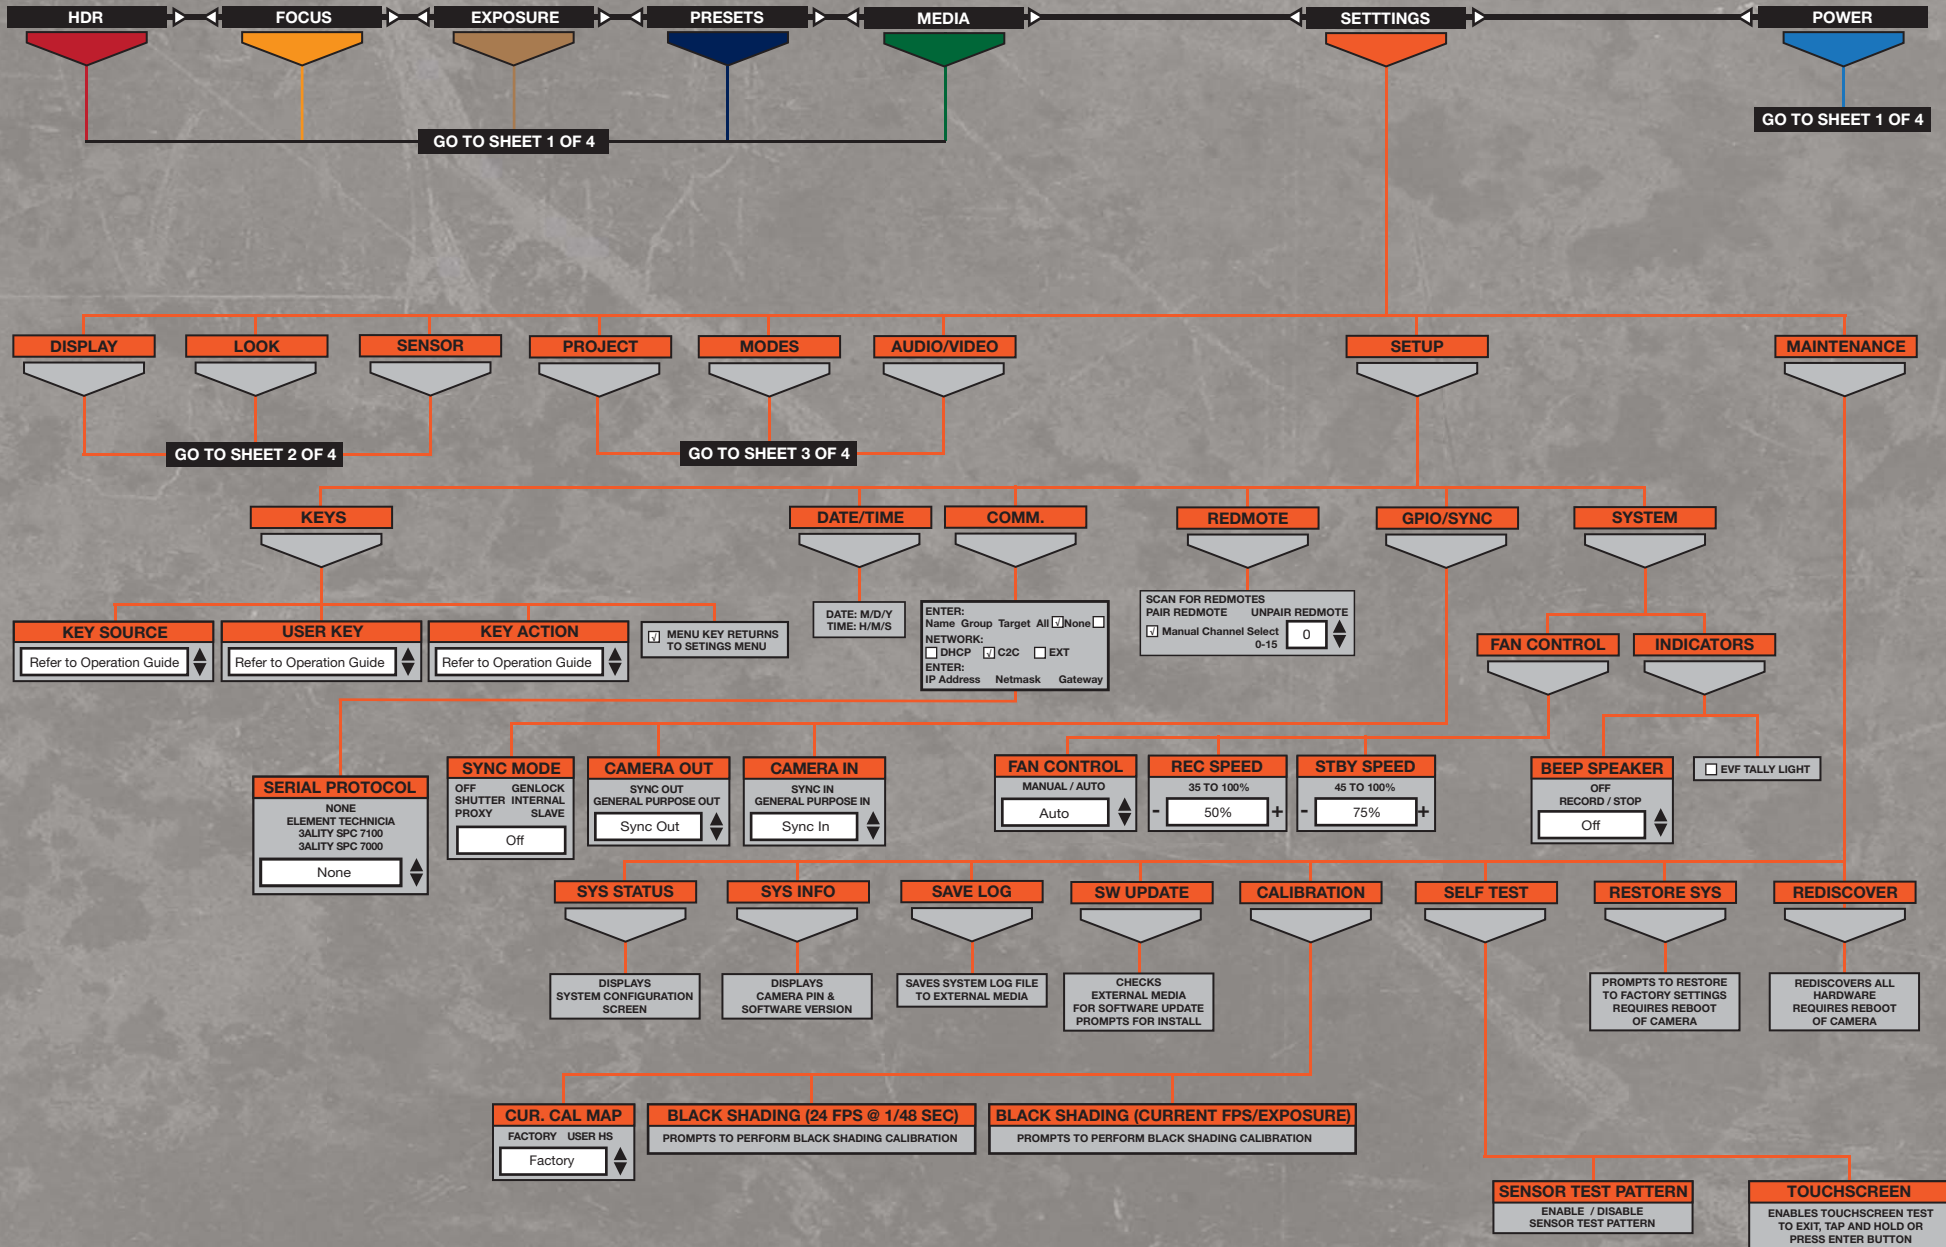 HDR
FOCUS
EXPOSURE
PRESETS
MEDIA
SETTTINGS
POWER
GO TO SHEET 1 OF 4
GO TO SHEET 1 OF 4
DISPLAY
LOOK
SENSOR
PROJECT
MODES
AUDIO/VIDEO
SETUP
MAINTENANCE
GO TO SHEET 2 OF 4
GO TO SHEET 3 OF 4
KEYS
DATE/TIME
COMM.
REDMOTE
GPIO/SYNC
SYSTEM
KEY SOURCE
Refer to Operation Guide
USER KEY
Refer to Operation Guide
KEY ACTION
Refer to Operation Guide
√ MENU KEY RETURNS
TO SETINGS MENU
DATE: M/D/Y
TIME: H/M/S
ENTER:
Name Group Target All √ None
NETWORK:
DHCP √ C2C EXT
ENTER:
IP Address Netmask Gateway
SCAN FOR REDMOTES
PAIR REDMOTE UNPAIR REDMOTE
√ Manual Channel Select
0-15
0
FAN CONTROL
INDICATORS
SERIAL PROTOCOL
NONE
ELEMENT TECHNICIA
3ALITY SPC 7100
3ALITY SPC 7000
None
SYNC MODE
OFF GENLOCK
SHUTTER INTERNAL
PROXY SLAVE
Off
CAMERA OUT
SYNC OUT
GENERAL PURPOSE OUT
Sync Out
CAMERA IN
SYNC IN
GENERAL PURPOSE IN
Sync In
FAN CONTROL
MANUAL / AUTO
Auto
REC SPEED
35 TO 100%
- 50% +
STBY SPEED
45 TO 100%
- 75% +
BEEP SPEAKER
OFF
RECORD / STOP
Off
EVF TALLY LIGHT
SYS STATUS
SYS INFO
SAVE LOG
SW UPDATE
CALIBRATION
SELF TEST
RESTORE SYS
REDISCOVER
DISPLAYS
SYSTEM CONFIGURATION
SCREEN
DISPLAYS
CAMERA PIN &
SOFTWARE VERSION
SAVES SYSTEM LOG FILE
TO EXTERNAL MEDIA
CHECKS
EXTERNAL MEDIA
FOR SOFTWARE UPDATE
PROMPTS FOR INSTALL
PROMPTS TO RESTORE
TO FACTORY SETTINGS
REQUIRES REBOOT
OF CAMERA
REDISCOVERS ALL
HARDWARE
REQUIRES REBOOT
OF CAMERA
CUR. CAL MAP
FACTORY USER HS
Factory
BLACK SHADING (24 FPS @ 1/48 SEC)
PROMPTS TO PERFORM BLACK SHADING CALIBRATION
BLACK SHADING (CURRENT FPS/EXPOSURE)
PROMPTS TO PERFORM BLACK SHADING CALIBRATION
SENSOR TEST PATTERN
ENABLE / DISABLE
SENSOR TEST PATTERN
TOUCHSCREEN
ENABLES TOUCHSCREEN TEST
TO EXIT, TAP AND HOLD OR
PRESS ENTER BUTTON